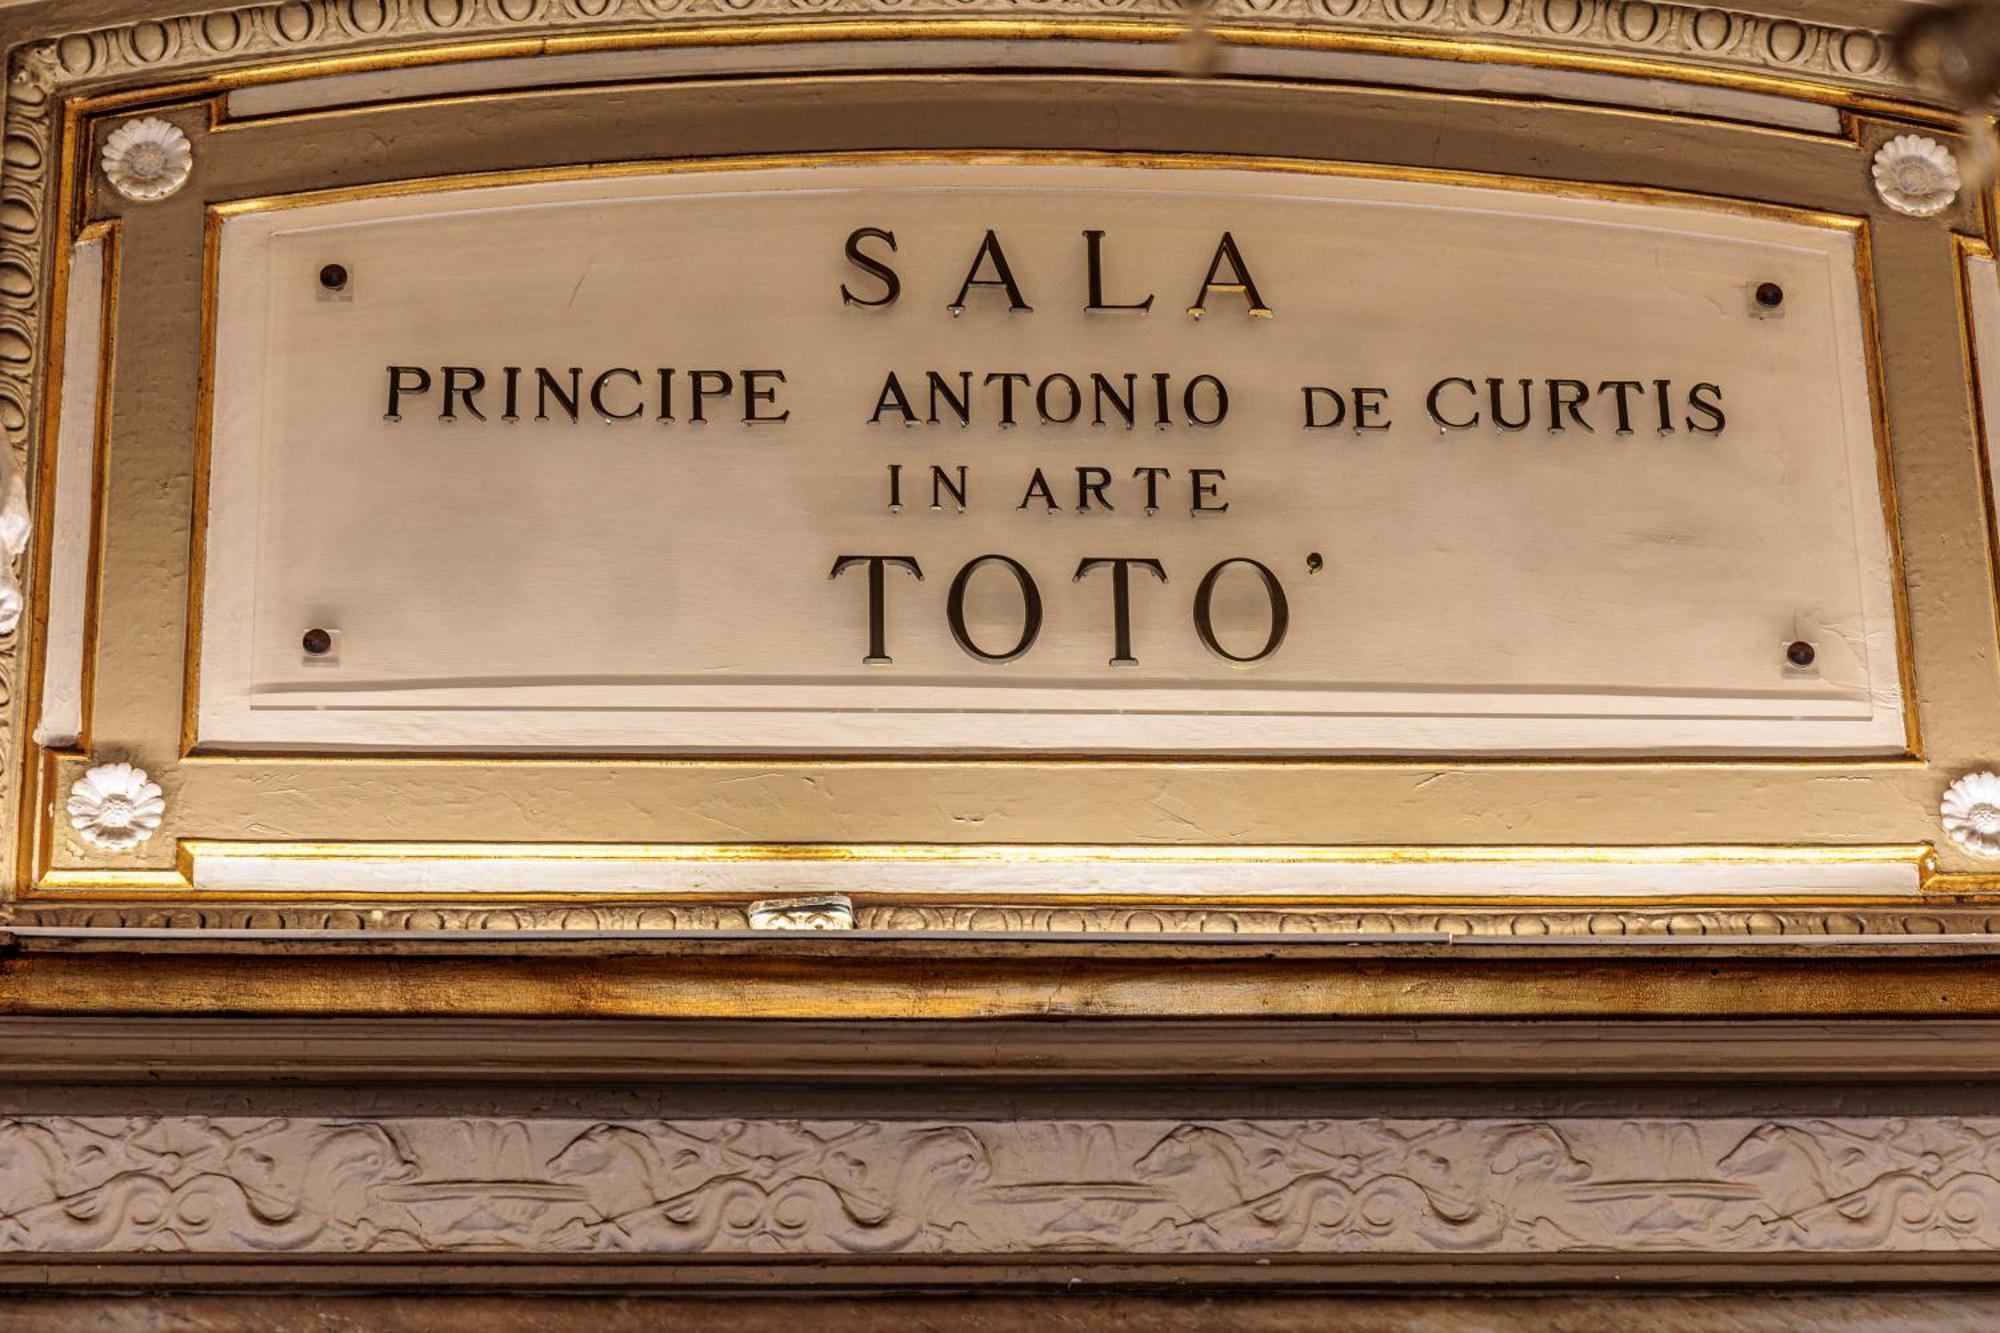 SALA
PRINCIPE ANTONIO DE CURTIS
IN ARTE
TOTO'